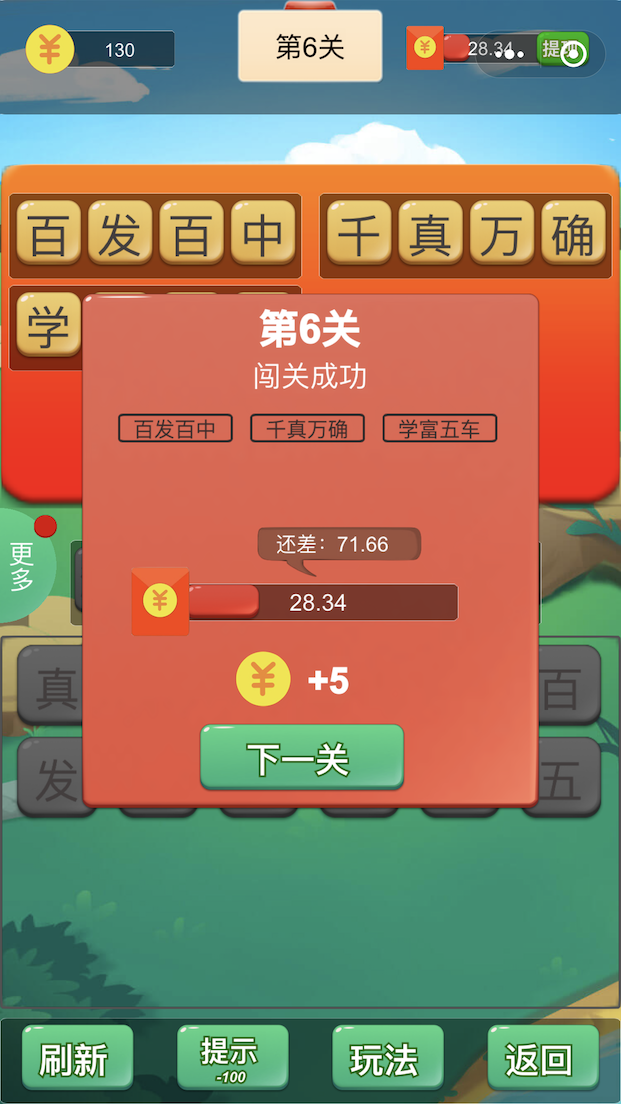 ¥ 130
第6关
¥ 28.34
百发百中
千真万确
学
第6关
闯关成功
百发百中
千真万确
学富五车
还差：71.66
¥ 28.34
¥ +5
下一关
更多
真
百
发
五
刷新
提示
-100
玩法
返回